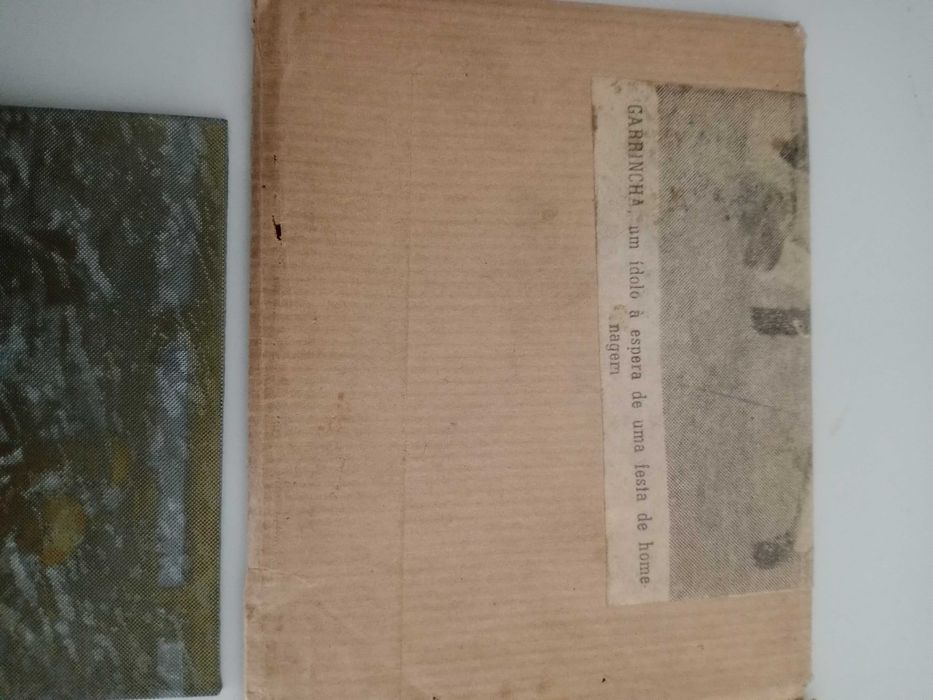 GARRINCHA, um ídolo à espera de uma festa de home-
nagem